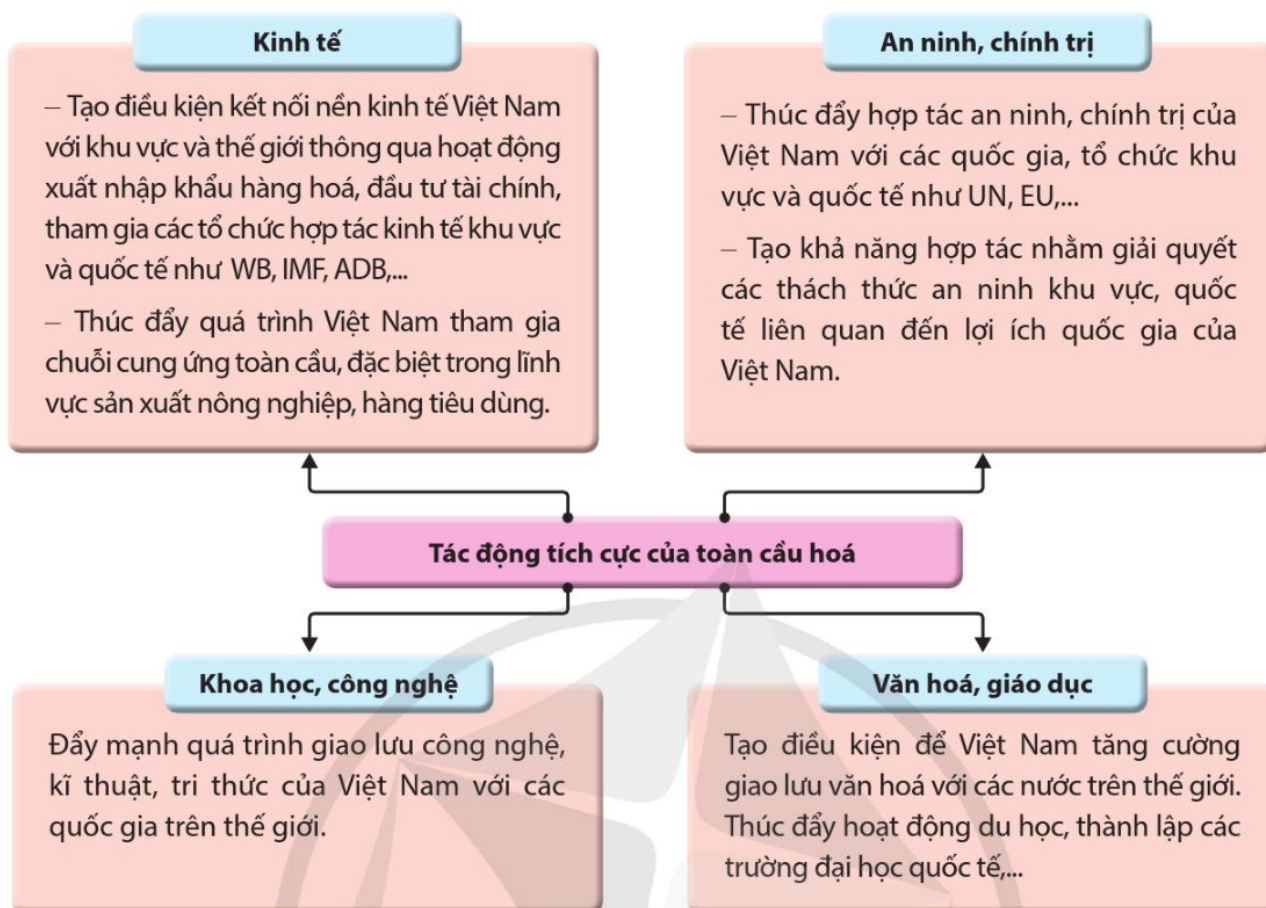 Kinh tế
– Tạo điều kiện kết nối nền kinh tế Việt Nam
với khu vực và thế giới thông qua hoạt động
xuất nhập khẩu hàng hoá, đầu tư tài chính,
tham gia các tổ chức hợp tác kinh tế khu vực
và quốc tế như WB, IMF, ADB,...
– Thúc đẩy quá trình Việt Nam tham gia
chuỗi cung ứng toàn cầu, đặc biệt trong lĩnh
vực sản xuất nông nghiệp, hàng tiêu dùng.
An ninh, chính trị
– Thúc đẩy hợp tác an ninh, chính trị của
Việt Nam với các quốc gia, tổ chức khu
vực và quốc tế như UN, EU,...
– Tạo khả năng hợp tác nhằm giải quyết
các thách thức an ninh khu vực, quốc
tế liên quan đến lợi ích quốc gia của
Việt Nam.
Tác động tích cực của toàn cầu hoá
Khoa học, công nghệ
Đẩy mạnh quá trình giao lưu công nghệ,
kĩ thuật, tri thức của Việt Nam với các
quốc gia trên thế giới.
Văn hoá, giáo dục
Tạo điều kiện để Việt Nam tăng cường
giao lưu văn hoá với các nước trên thế giới.
Thúc đẩy hoạt động du học, thành lập các
trường đại học quốc tế,...